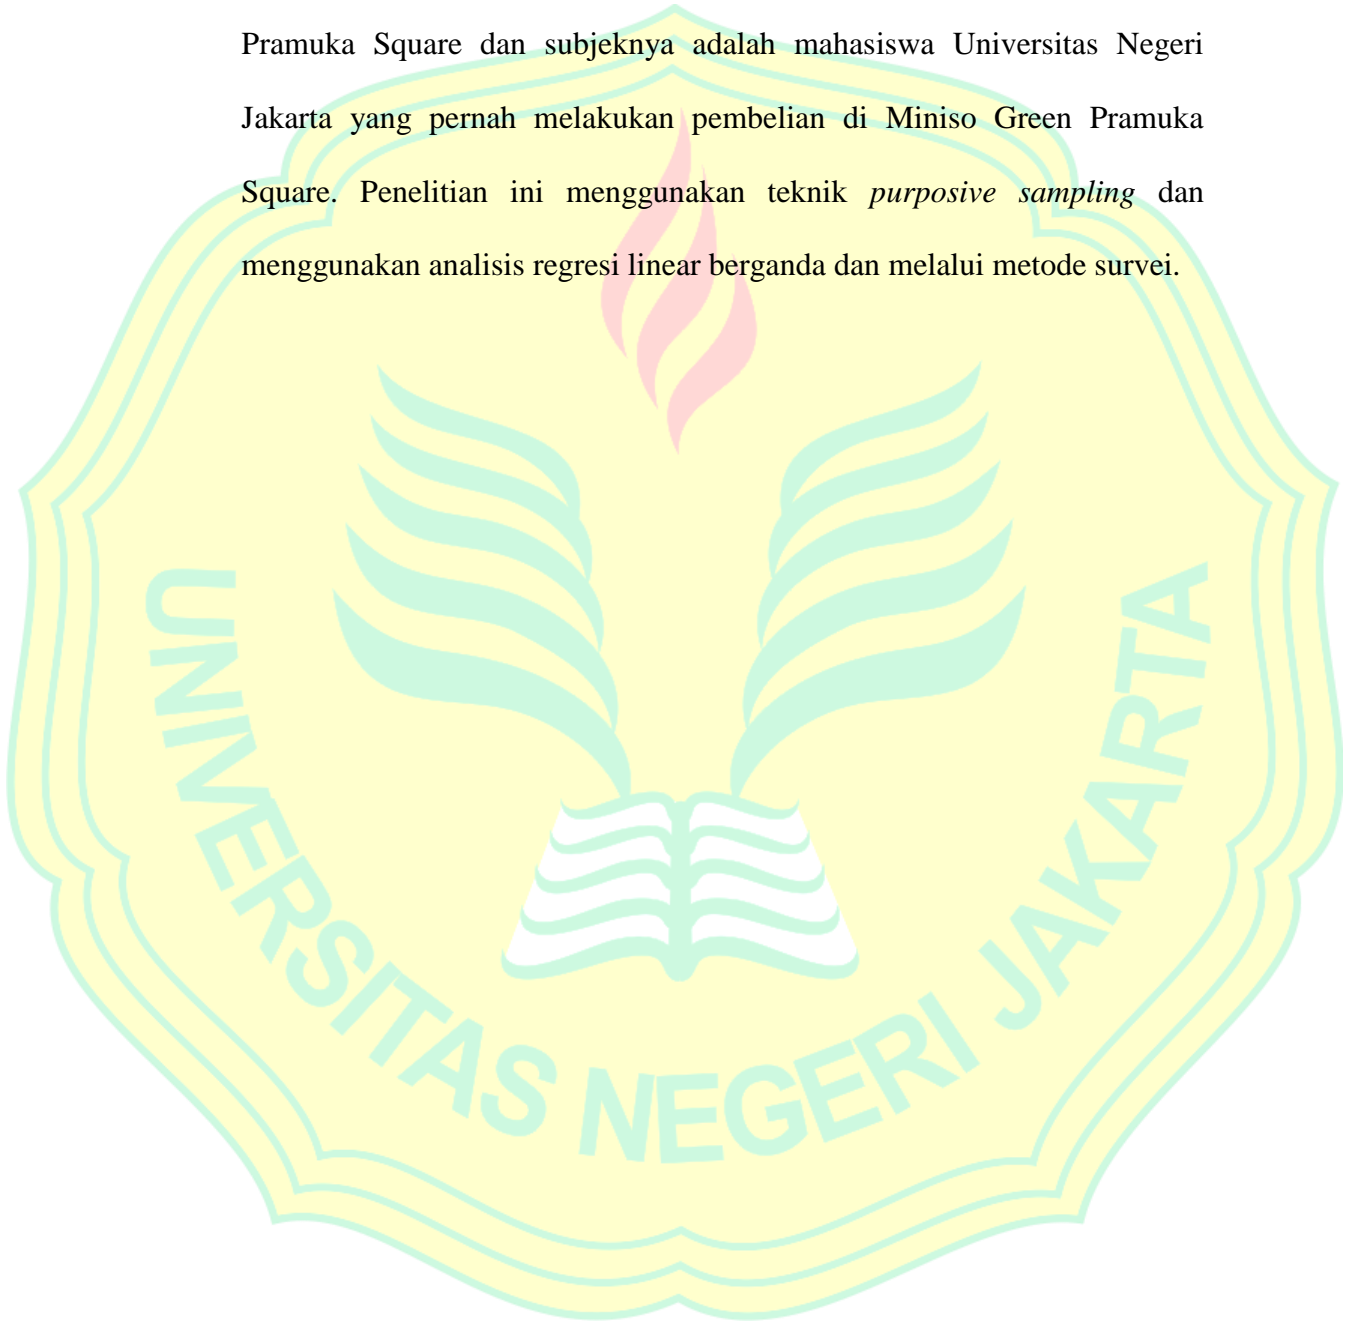 Pramuka Square dan subjeknya adalah mahasiswa Universitas Negeri
Jakarta yang pernah melakukan pembelian di Miniso Green Pramuka
Square. Penelitian ini menggunakan teknik purposive sampling dan
menggunakan analisis regresi linear berganda dan melalui metode survei.
UNIVERSITAS NEGERI JAKARTA